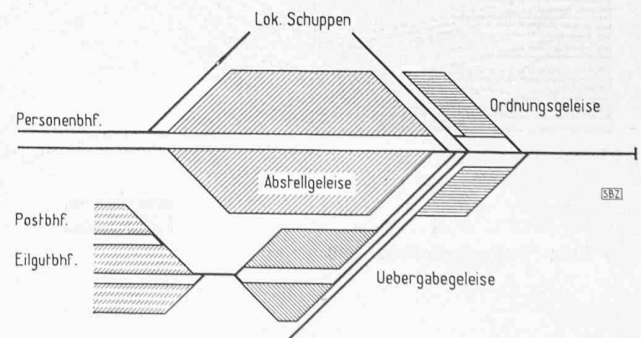 Lok. Schuppen
Personenbhf.
Ordnungsgeleise
Abstellgeleise
SBZ
Postbhf.
Eilgutbhf.
Uebergabegeleise